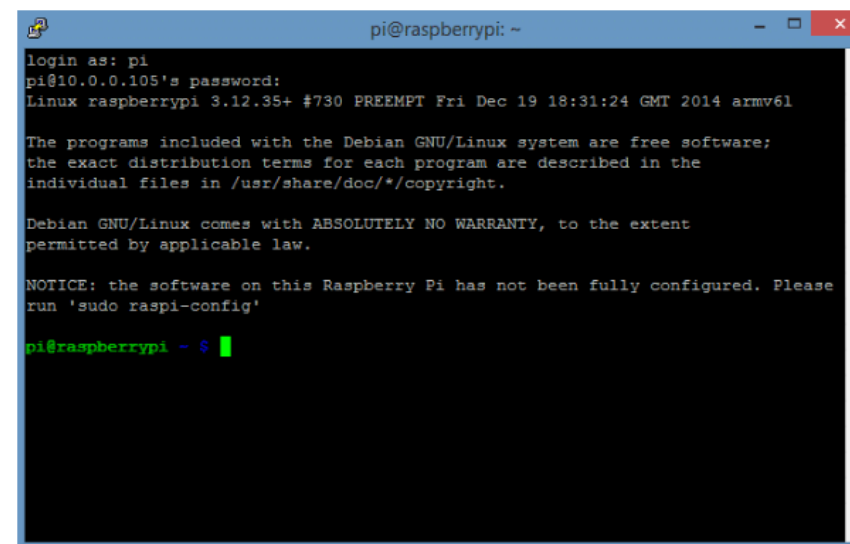 pi@raspberrypi: ~
login as: pi
pi@10.0.0.105's password:
Linux raspberrypi 3.12.35+ #730 PREEMPT Fri Dec 19 18:31:24 GMT 2014 armv6l
The programs included with the Debian GNU/Linux system are free software;
the exact distribution terms for each program are described in the
individual files in /usr/share/doc/*/copyright.
Debian GNU/Linux comes with ABSOLUTELY NO WARRANTY, to the extent
permitted by applicable law.
NOTICE: the software on this Raspberry Pi has not been fully configured. Please
run 'sudo raspi-config'
pi@raspberrypi ~ $